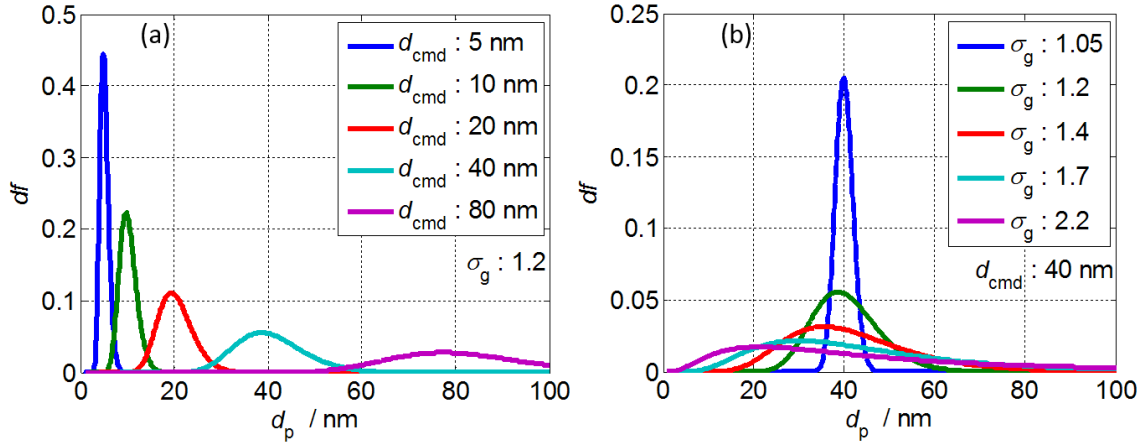 (a)
0.5
0.4
0.3
0.2
0.1
0
df
d_cmd : 5 nm
d_cmd : 10 nm
d_cmd : 20 nm
d_cmd : 40 nm
d_cmd : 80 nm
σ_g : 1.2
0 20 40 60 80 100
d_p / nm
(b)
0.25
0.20
0.15
0.10
0.05
0
df
σ_g : 1.05
σ_g : 1.2
σ_g : 1.4
σ_g : 1.7
σ_g : 2.2
d_cmd : 40 nm
0 20 40 60 80 100
d_p / nm